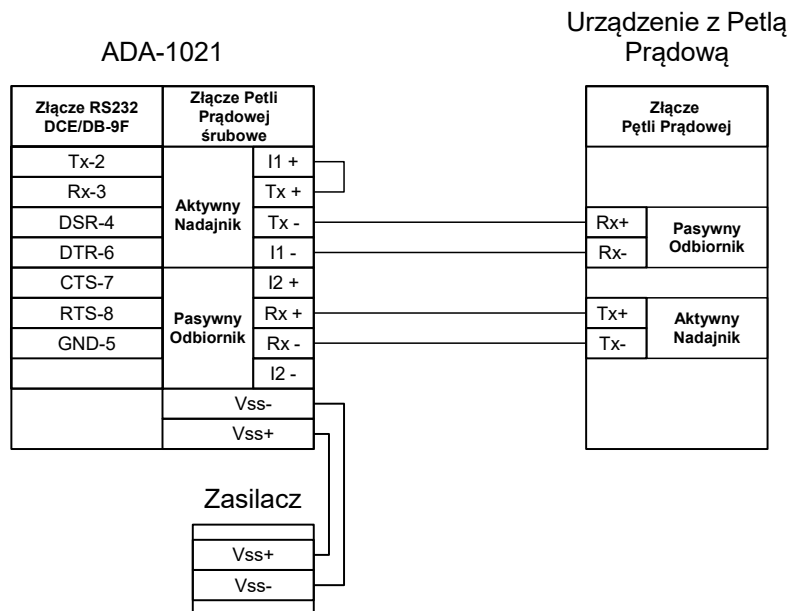 ADA-1021
Urządzenie z Petlą
Prądową
Złącze RS232
DCE/DB-9F
Złącze Petli
Prądowej
śrubowe
Tx-2
Rx-3
DSR-4
DTR-6
CTS-7
RTS-8
GND-5
Aktywny
Nadajnik
I1 +
Tx +
Tx -
I1 -
Pasywny
Odbiornik
I2 +
Rx +
Rx -
I2 -
Vss-
Vss+
Złącze
Pętli Prądowej
Rx+
Rx-
Pasywny
Odbiornik
Tx+
Tx-
Aktywny
Nadajnik
Zasilacz
Vss+
Vss-